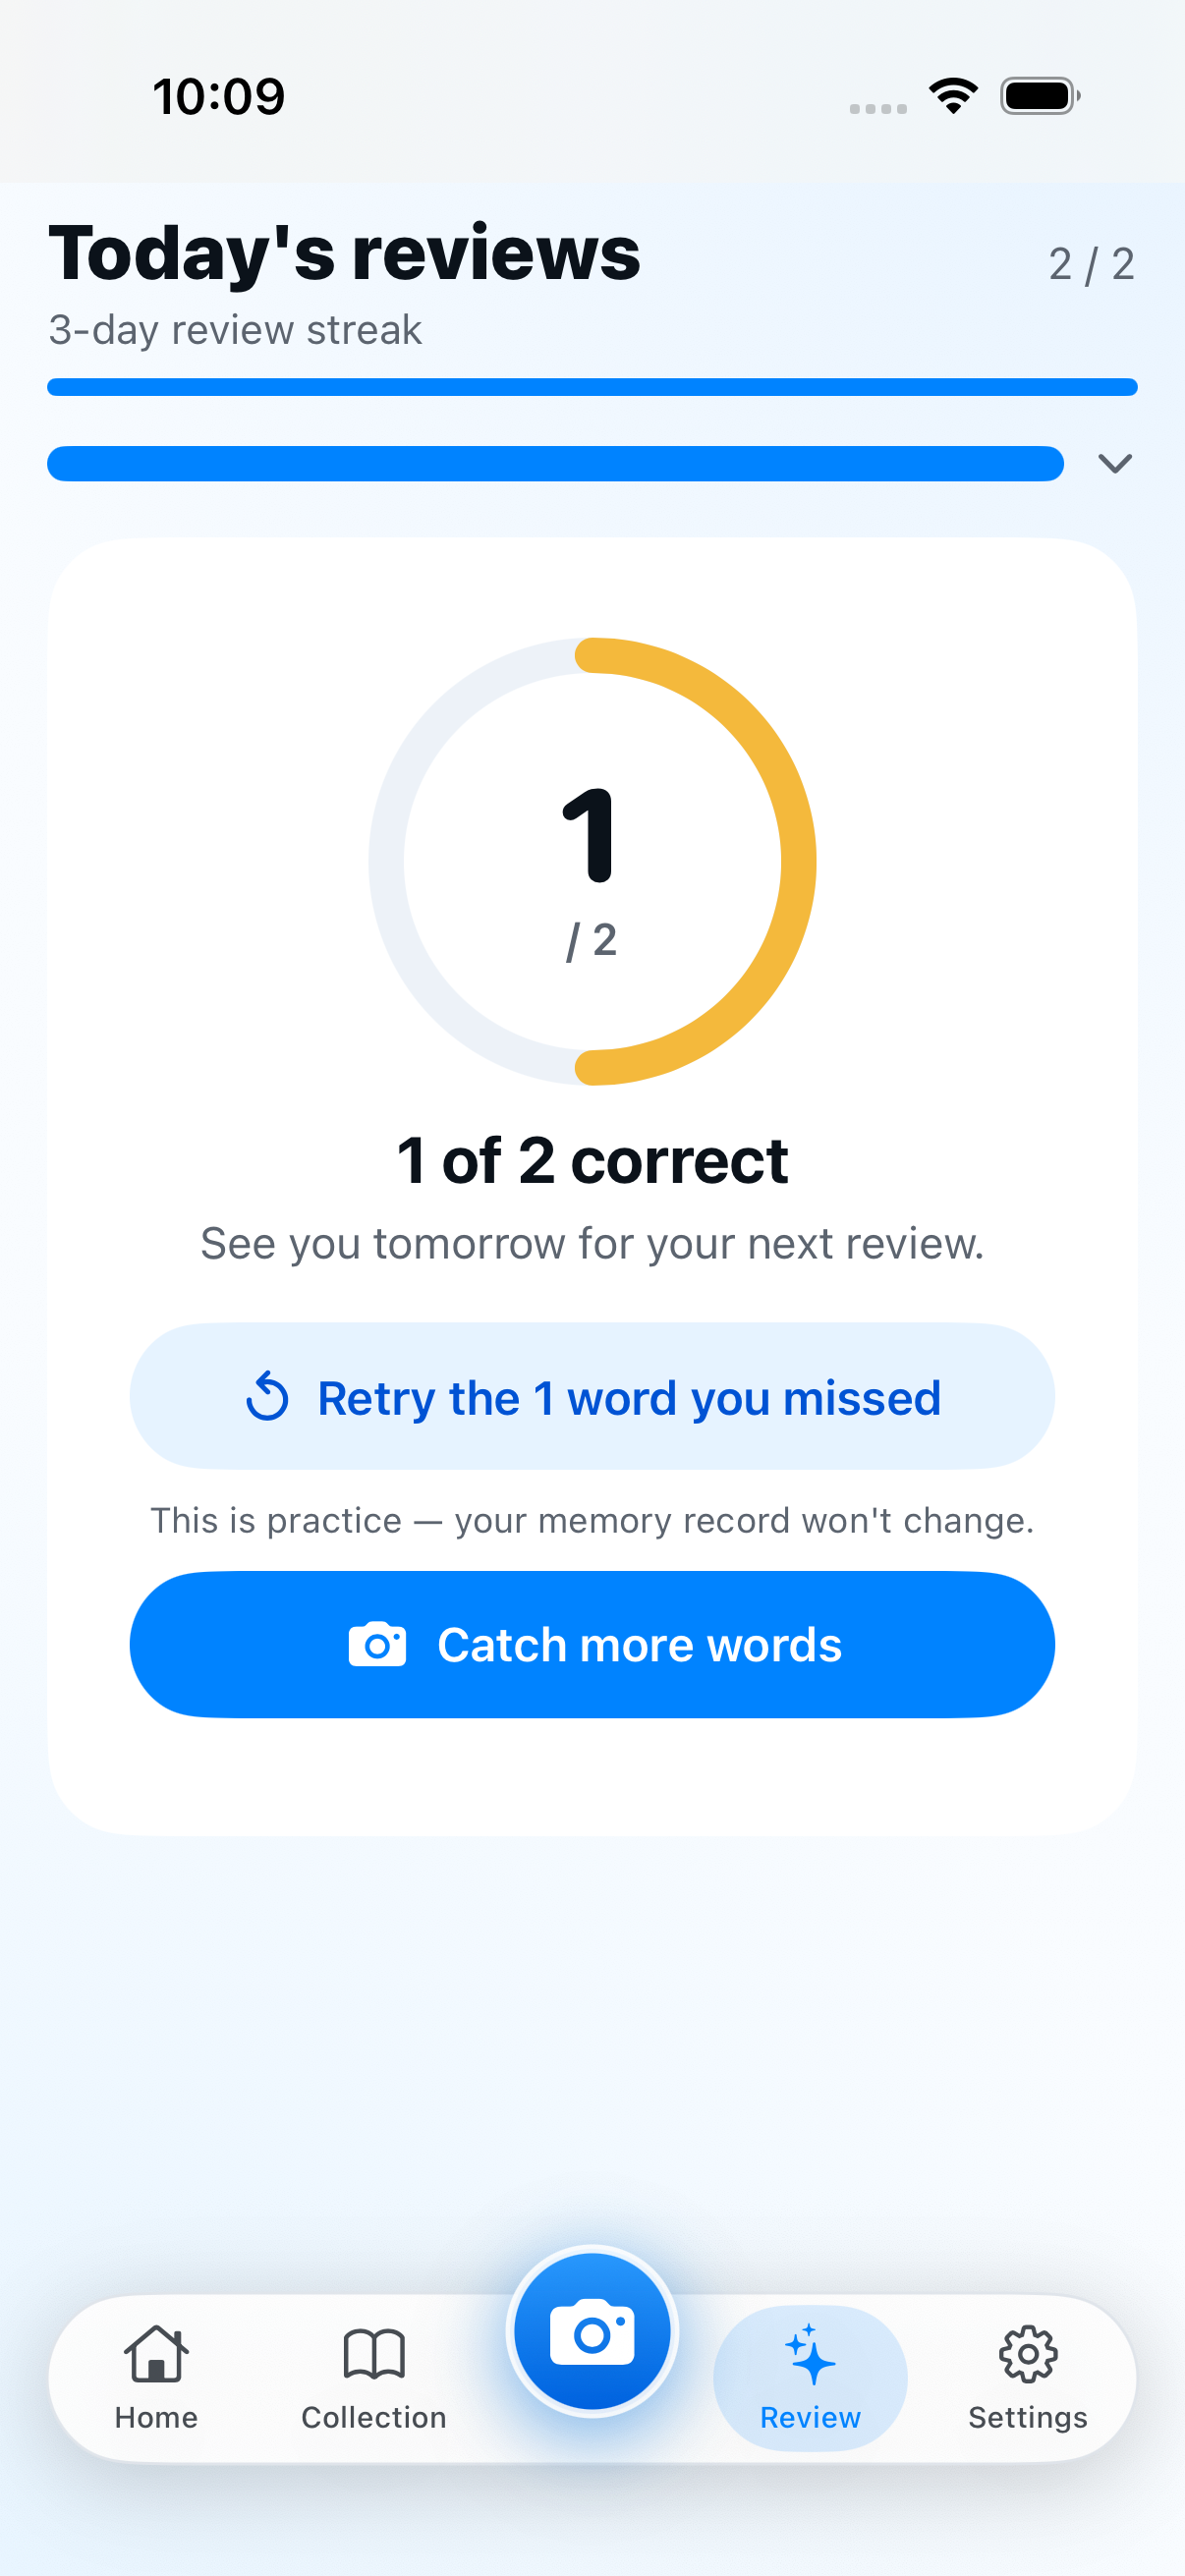 10:09
Today's reviews
2 / 2
3-day review streak
1
/ 2
1 of 2 correct
See you tomorrow for your next review.
Retry the 1 word you missed
This is practice — your memory record won't change.
Catch more words
Home
Collection
Review
Settings